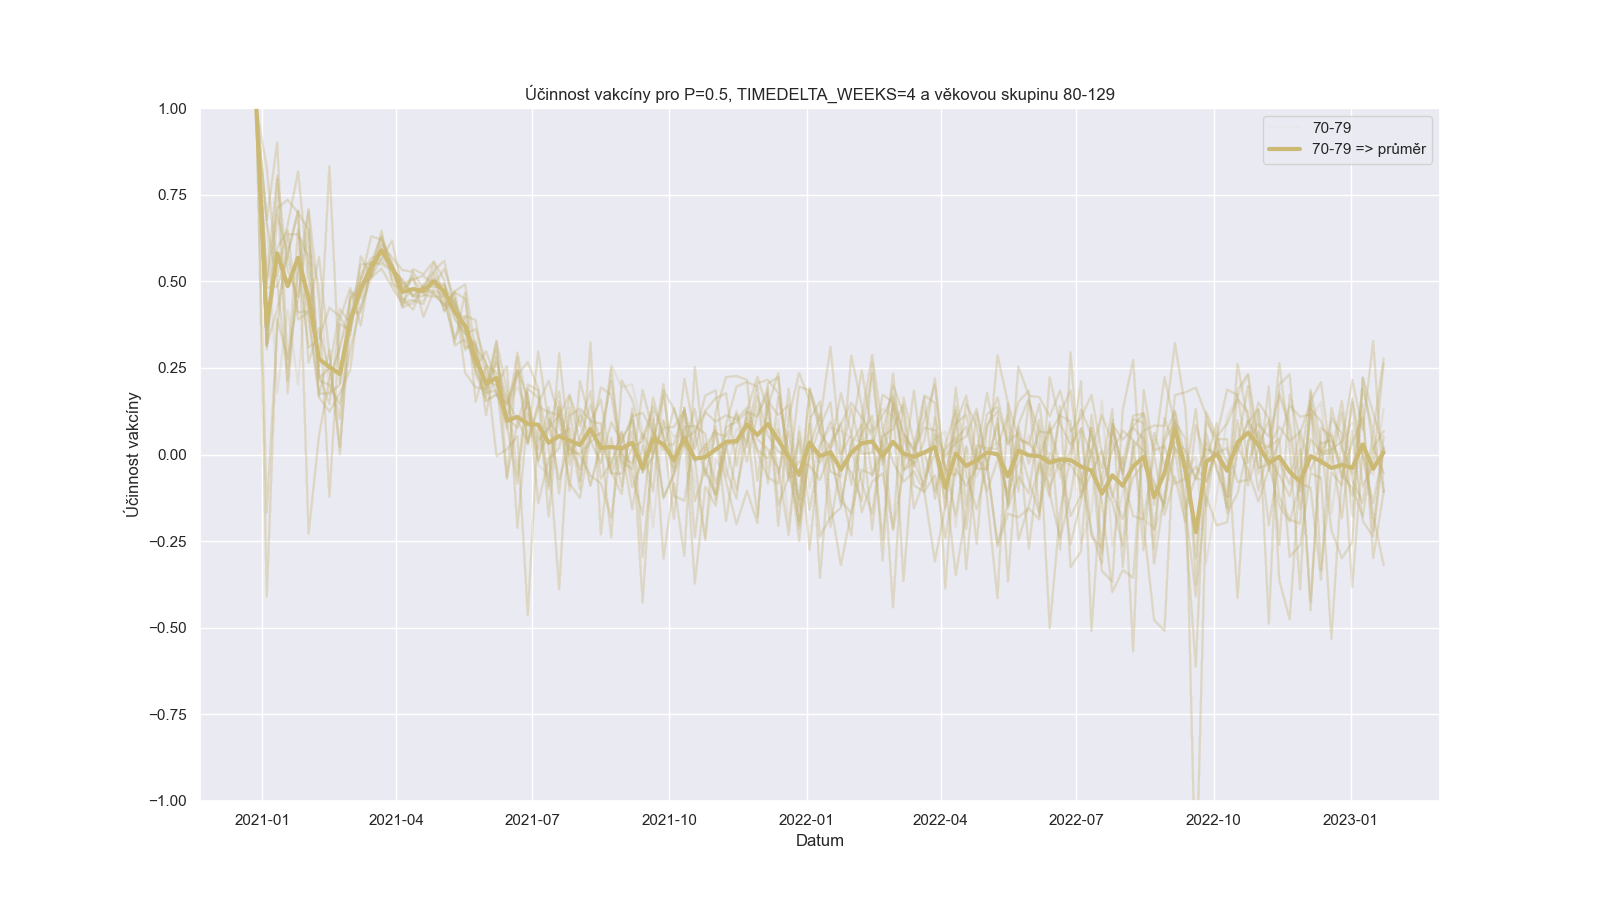 Účinnost vakcíny pro P=0.5, TIMEDELTA_WEEKS=4 a věkovou skupinu 80-129
70-79
70-79 => průměr
Účinnost vakcíny
1.00
0.75
0.50
0.25
0.00
−0.25
−0.50
−0.75
−1.00
2021-01 2021-04 2021-07 2021-10 2022-01 2022-04 2022-07 2022-10 2023-01
Datum